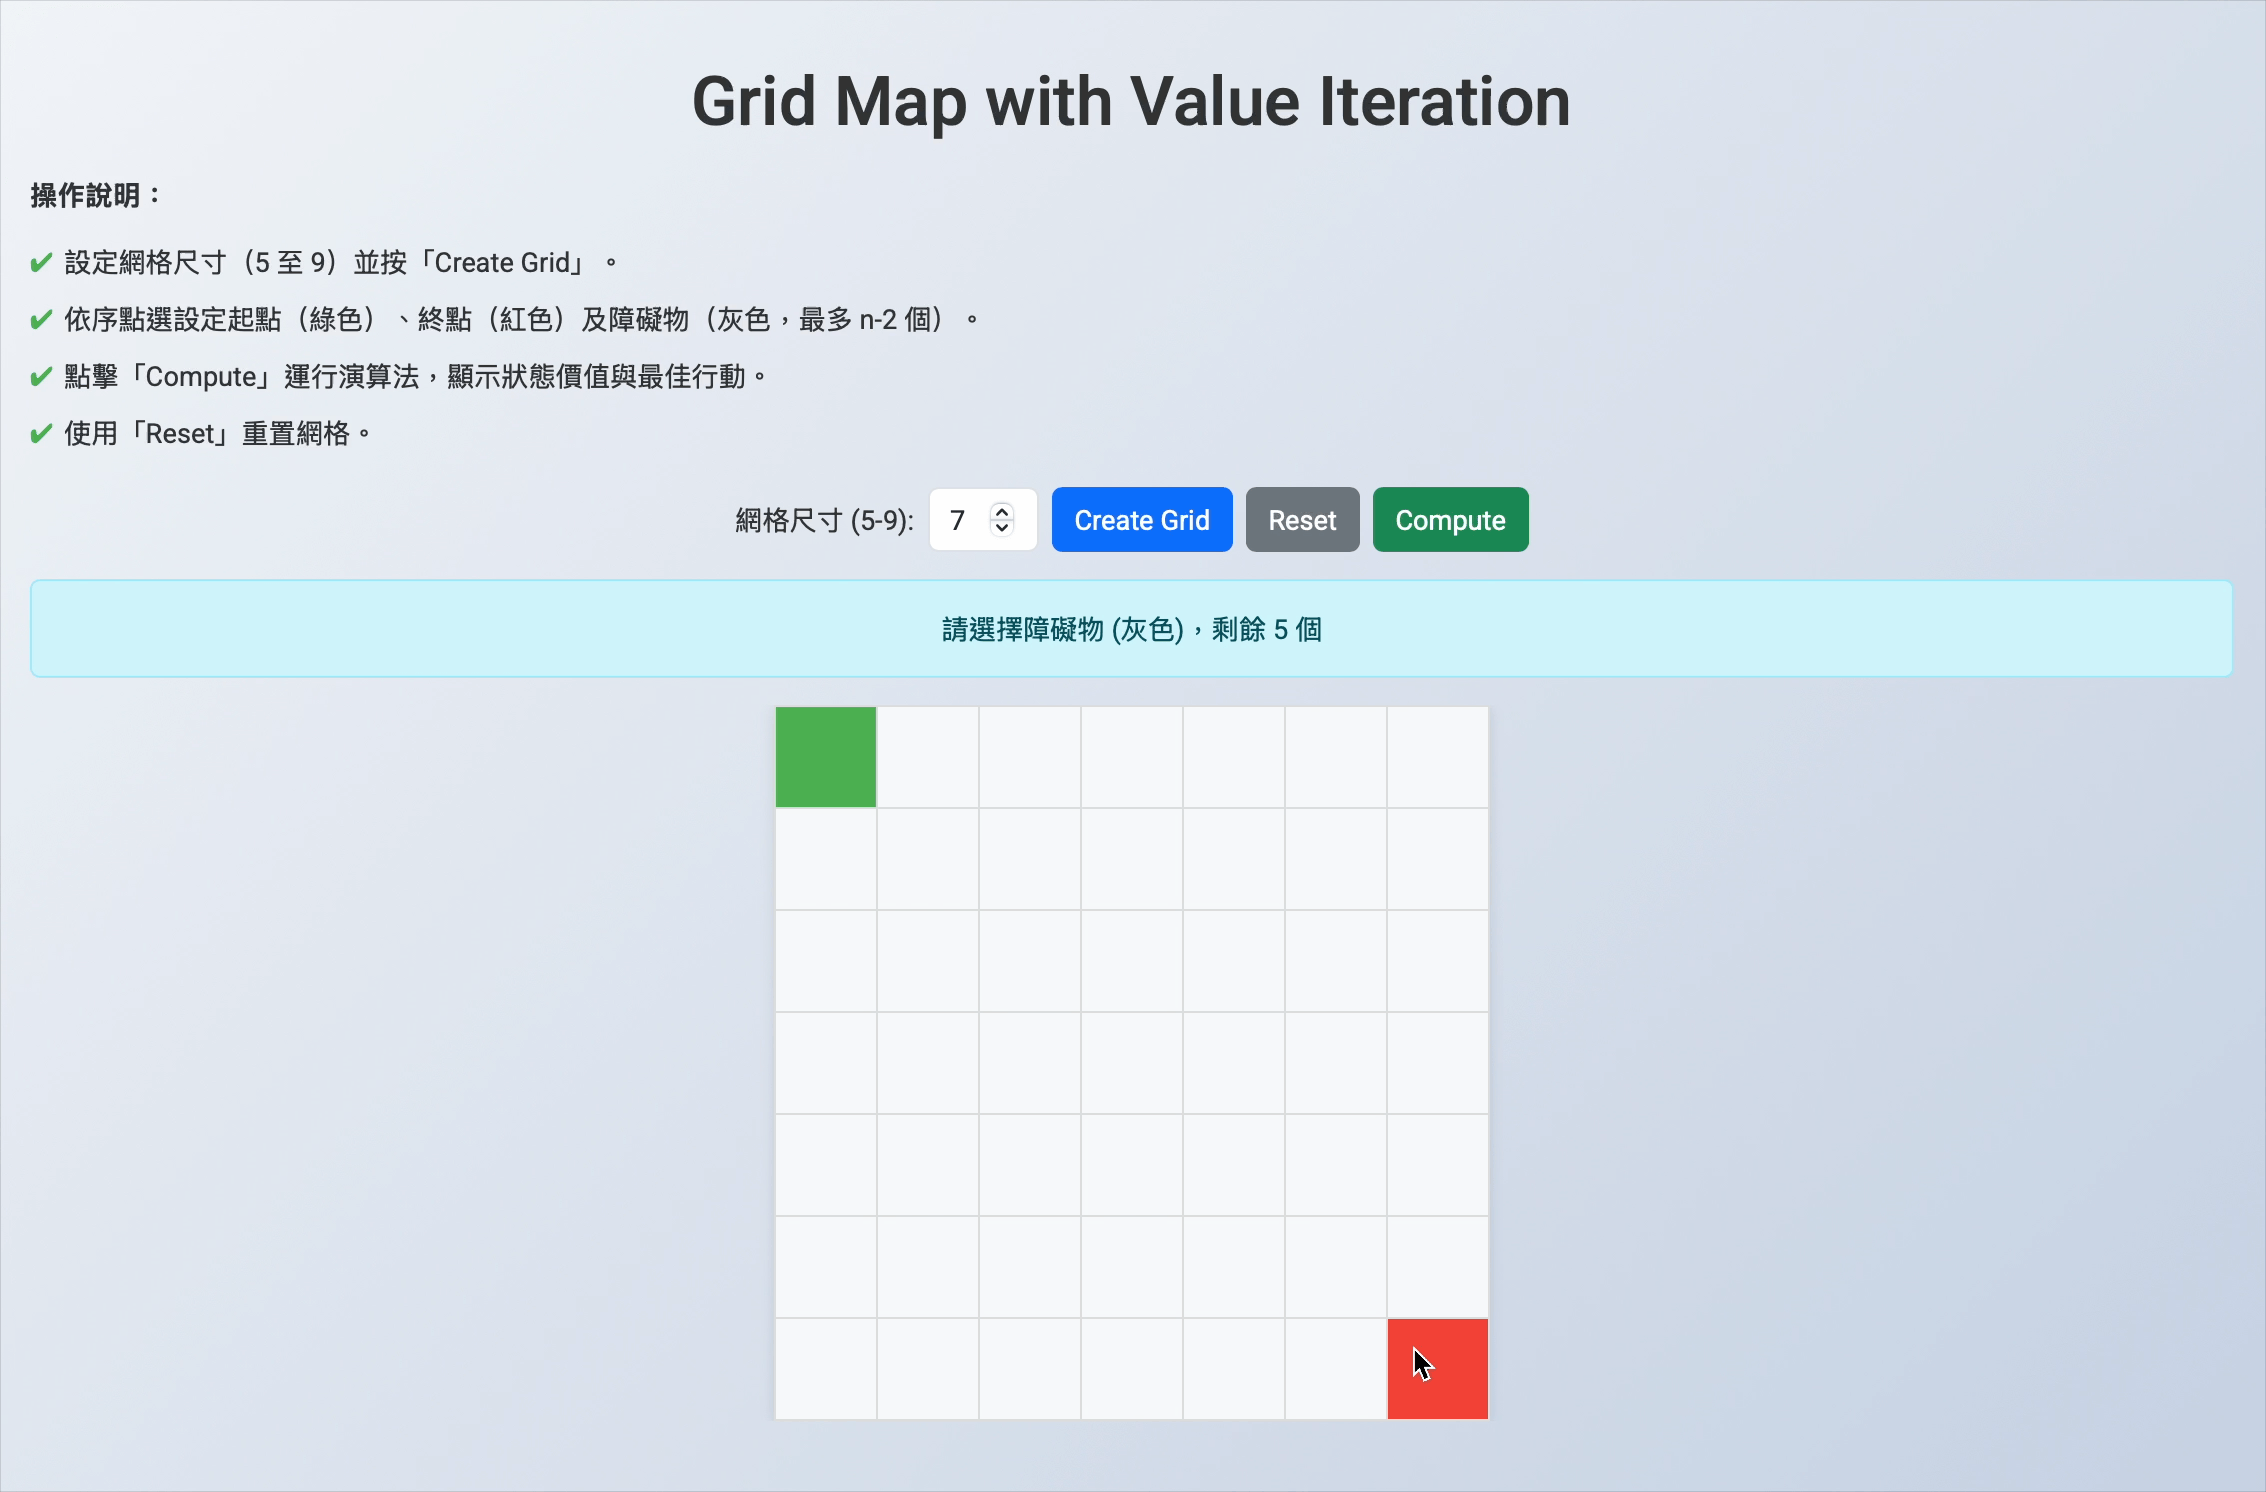 Grid Map with Value Iteration
操作說明：
✔ 設定網格尺寸（5 至 9）並按「Create Grid」。
✔ 依序點選設定起點（綠色）、終點（紅色）及障礙物（灰色，最多 n-2 個）。
✔ 點擊「Compute」運行演算法，顯示狀態價值與最佳行動。
✔ 使用「Reset」重置網格。
網格尺寸 (5-9): 7 Create Grid Reset Compute
請選擇障礙物 (灰色)，剩餘 5 個